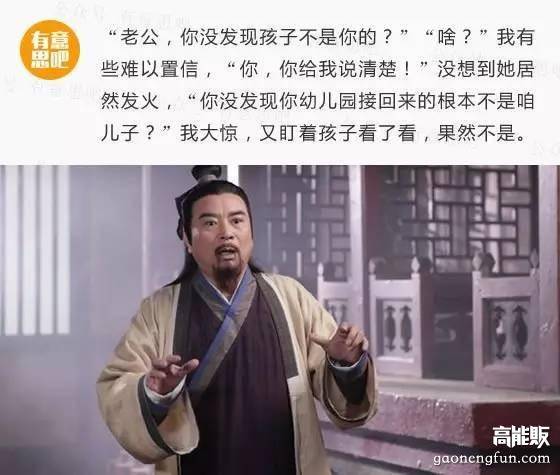 有意
思吧
“老公，你没发现孩子不是你的？”“啥？”我有
些难以置信，“你，你给我说清楚！”没想到她居
然发火，“你没发现你幼儿园接回来的根本不是咱
儿子？”我大惊，又盯着孩子看了看，果然不是。
高能贩
gaonengfun.com